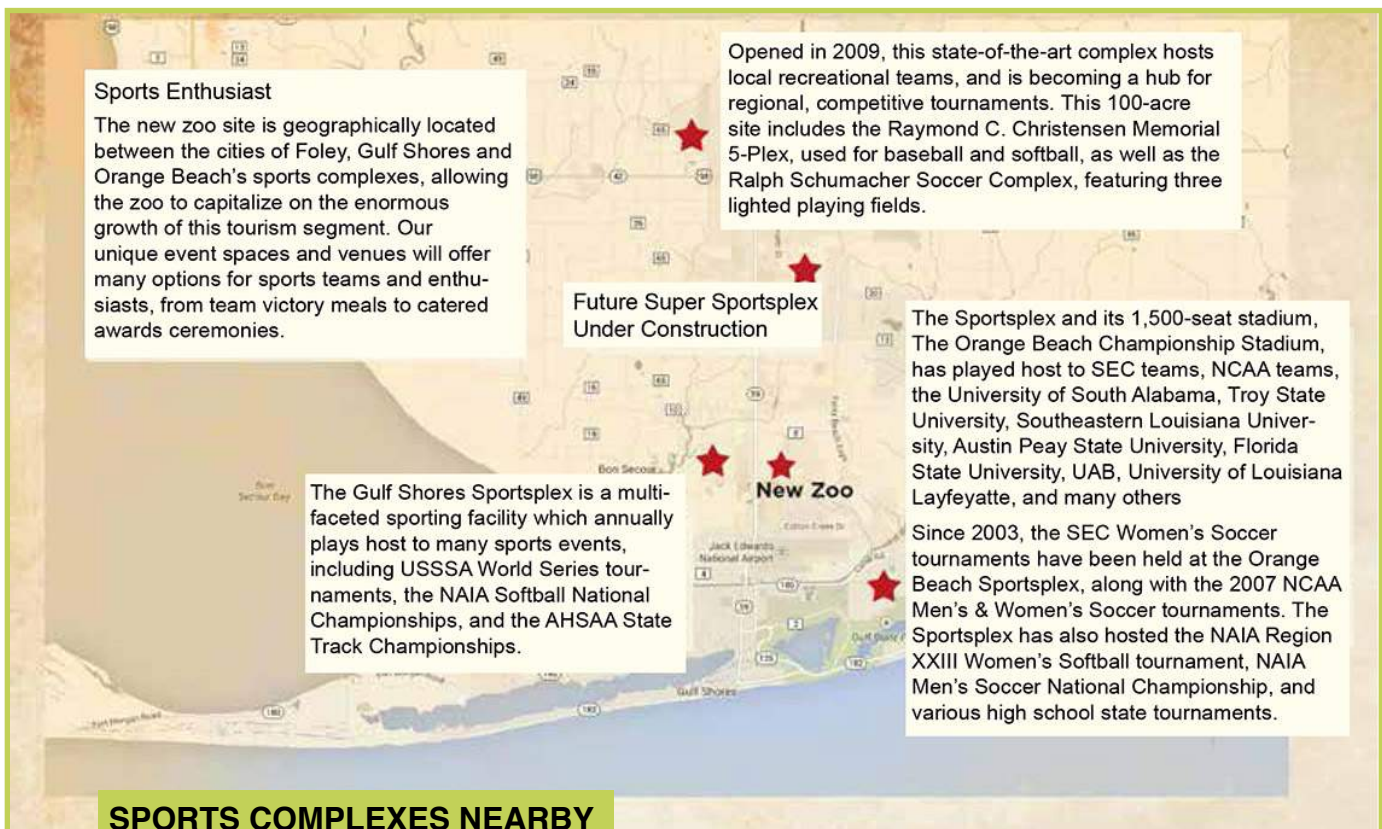 Sports Enthusiast
The new zoo site is geographically located
between the cities of Foley, Gulf Shores and
Orange Beach's sports complexes, allowing
the zoo to capitalize on the enormous
growth of this tourism segment. Our
unique event spaces and venues will offer
many options for sports teams and enthu-
siasts, from team victory meals to catered
awards ceremonies.
Opened in 2009, this state-of-the-art complex hosts
local recreational teams, and is becoming a hub for
regional, competitive tournaments. This 100-acre
site includes the Raymond C. Christensen Memorial
5-Plex, used for baseball and softball, as well as the
Ralph Schumacher Soccer Complex, featuring three
lighted playing fields.
Future Super Sportsplex
Under Construction
The Sportsplex and its 1,500-seat stadium,
The Orange Beach Championship Stadium,
has played host to SEC teams, NCAA teams,
the University of South Alabama, Troy State
University, Southeastern Louisiana Univer-
sity, Austin Peay State University, Florida
State University, UAB, University of Louisiana
Layfeyatte, and many others
Since 2003, the SEC Women's Soccer
tournaments have been held at the Orange
Beach Sportsplex, along with the 2007 NCAA
Men's & Women's Soccer tournaments. The
Sportsplex has also hosted the NAIA Region
XXIII Women's Softball tournament, NAIA
Men's Soccer National Championship, and
various high school state tournaments.
Bon Secour
New Zoo
Bon
Secour Bay
The Gulf Shores Sportsplex is a multi-
faceted sporting facility which annually
plays host to many sports events,
including USSSA World Series tour-
naments, the NAIA Softball National
Championships, and the AHSAA State
Track Championships.
Jack Edwards
National Airport
Gulf Shores
Fort Morgan Road
SPORTS COMPLEXES NEARBY